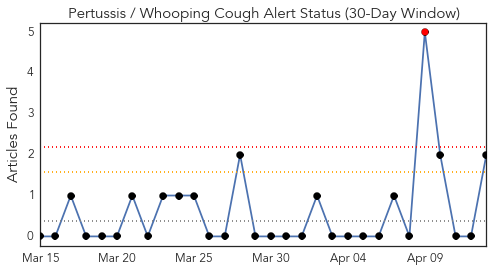 Pertussis / Whooping Cough Alert Status (30-Day Window)
Articles Found
5
4
3
2
1
0
Mar 15 Mar 20 Mar 25 Mar 30 Apr 04 Apr 09